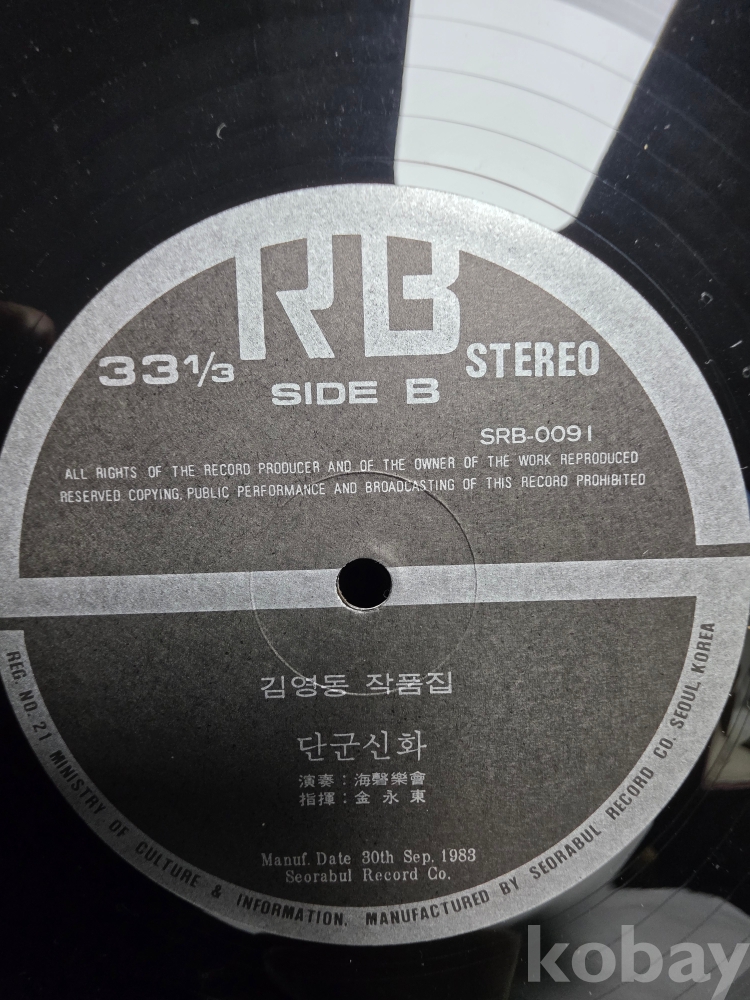 RB
33 1/3
STEREO
SIDE B
SRB-0091
ALL RIGHTS OF THE RECORD PRODUCER AND OF THE OWNER OF THE WORK REPRODUCED
RESERVED COPYING, PUBLIC PERFORMANCE AND BROADCASTING OF THIS RECORD PROHIBITED
김영동 작품집
단군신화
演奏 : 海磬樂會
指揮 : 金永東
Manuf. Date 30th Sep. 1983
Seorabul Record Co.
REG. NO. 21 MINISTRY OF CULTURE & INFORMATION. MANUFACTURED BY SEORABUL RECORD CO. SEOUL KOREA
kobay